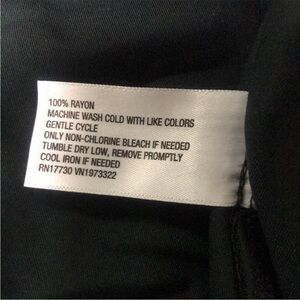 100% RAYON
MACHINE WASH COLD WITH LIKE COLORS
GENTLE CYCLE
ONLY NON-CHLORINE BLEACH IF NEEDED
TUMBLE DRY LOW, REMOVE PROMPTLY
COOL IRON IF NEEDED
RN17730 VN1973322